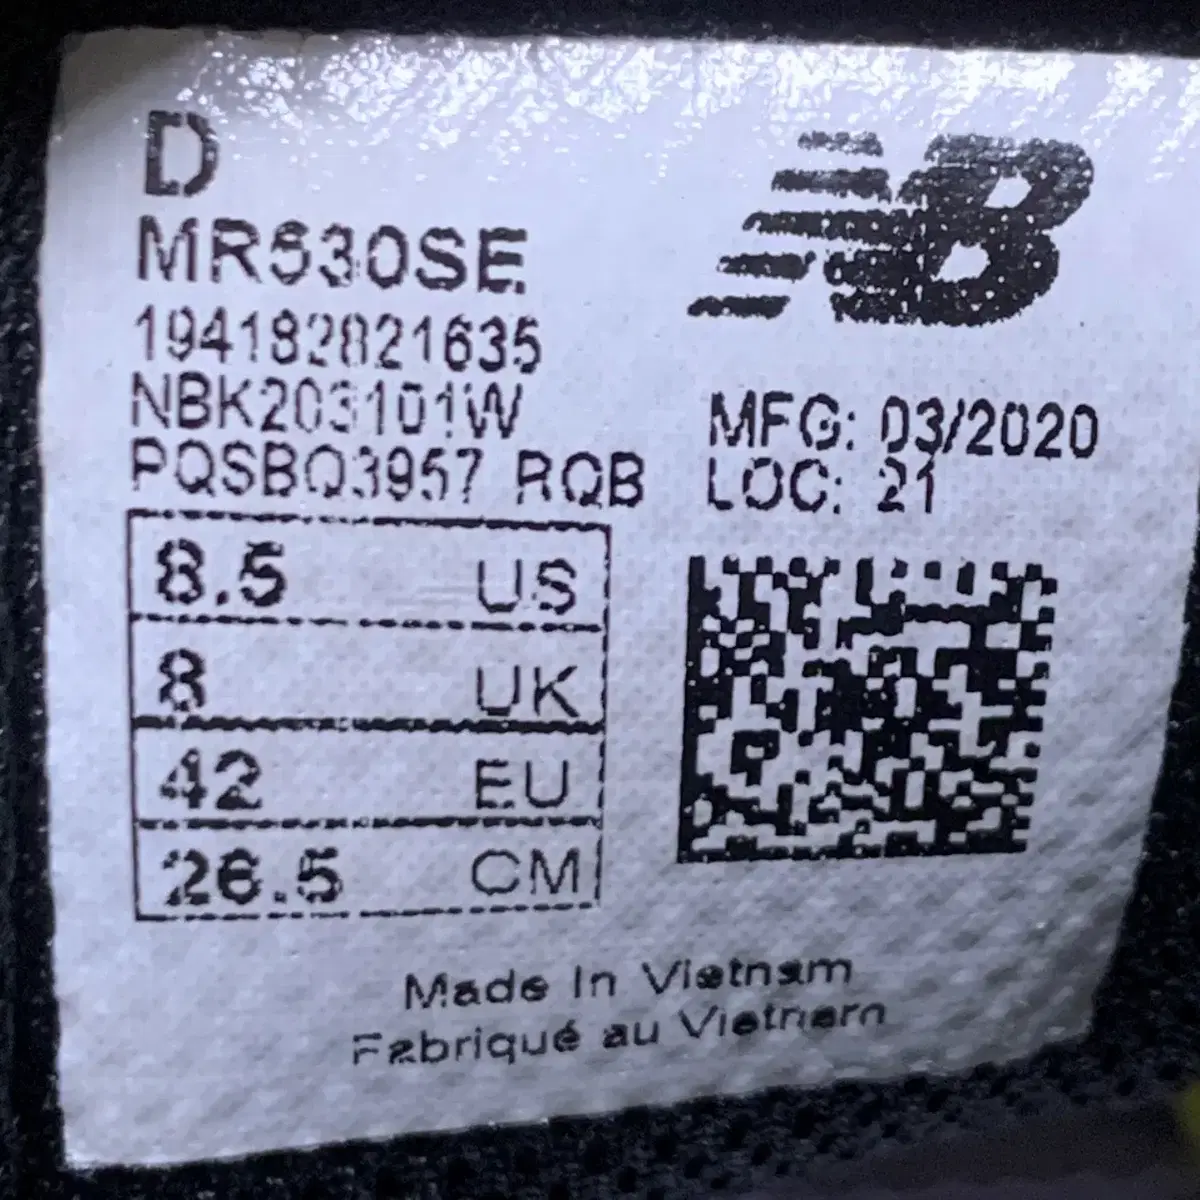 D
NB
MR530SE
194182821635
NBK203101W
PQSBQ3957 RQB
MFG: 03/2020
LOC: 21
8.5 US
8 UK
42 EU
26.5 CM
Made In Vietnam
Fabriqué au Vietnam